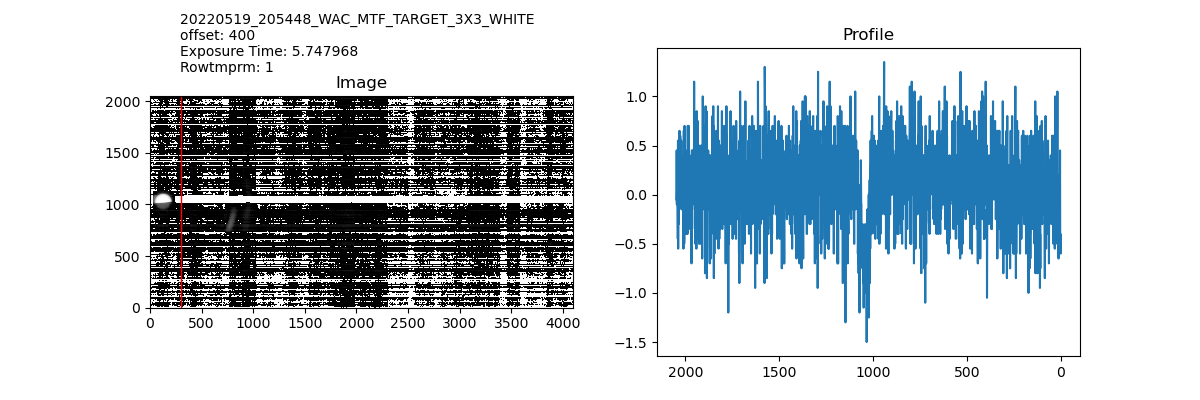 20220519_205448_WAC_MTF_TARGET_3X3_WHITE
offset: 400
Exposure Time: 5.747968
Rowtmprm: 1
Image
2000
1500
1000
500
0
0 500 1000 1500 2000 2500 3000 3500 4000
Profile
1.0
0.5
0.0
−0.5
−1.0
−1.5
2000 1500 1000 500 0